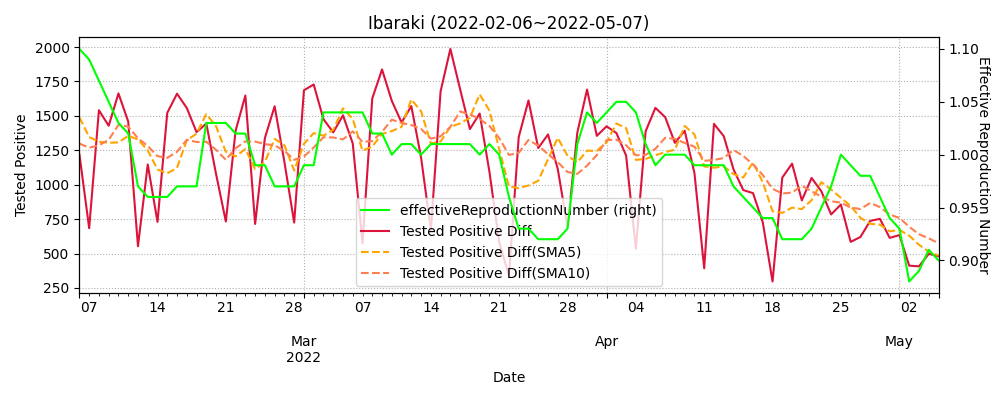 Ibaraki (2022-02-06~2022-05-07)
2000
1750
1500
1250
1000
750
500
250
Tested Positive
1.10
1.05
1.00
0.95
0.90
Effective Reproduction Number
effectiveReproductionNumber (right)
Tested Positive Diff
Tested Positive Diff(SMA5)
Tested Positive Diff(SMA10)
07 14 21 28 07 14 21 28 04 11 18 25 02
Mar Apr May
2022
Date